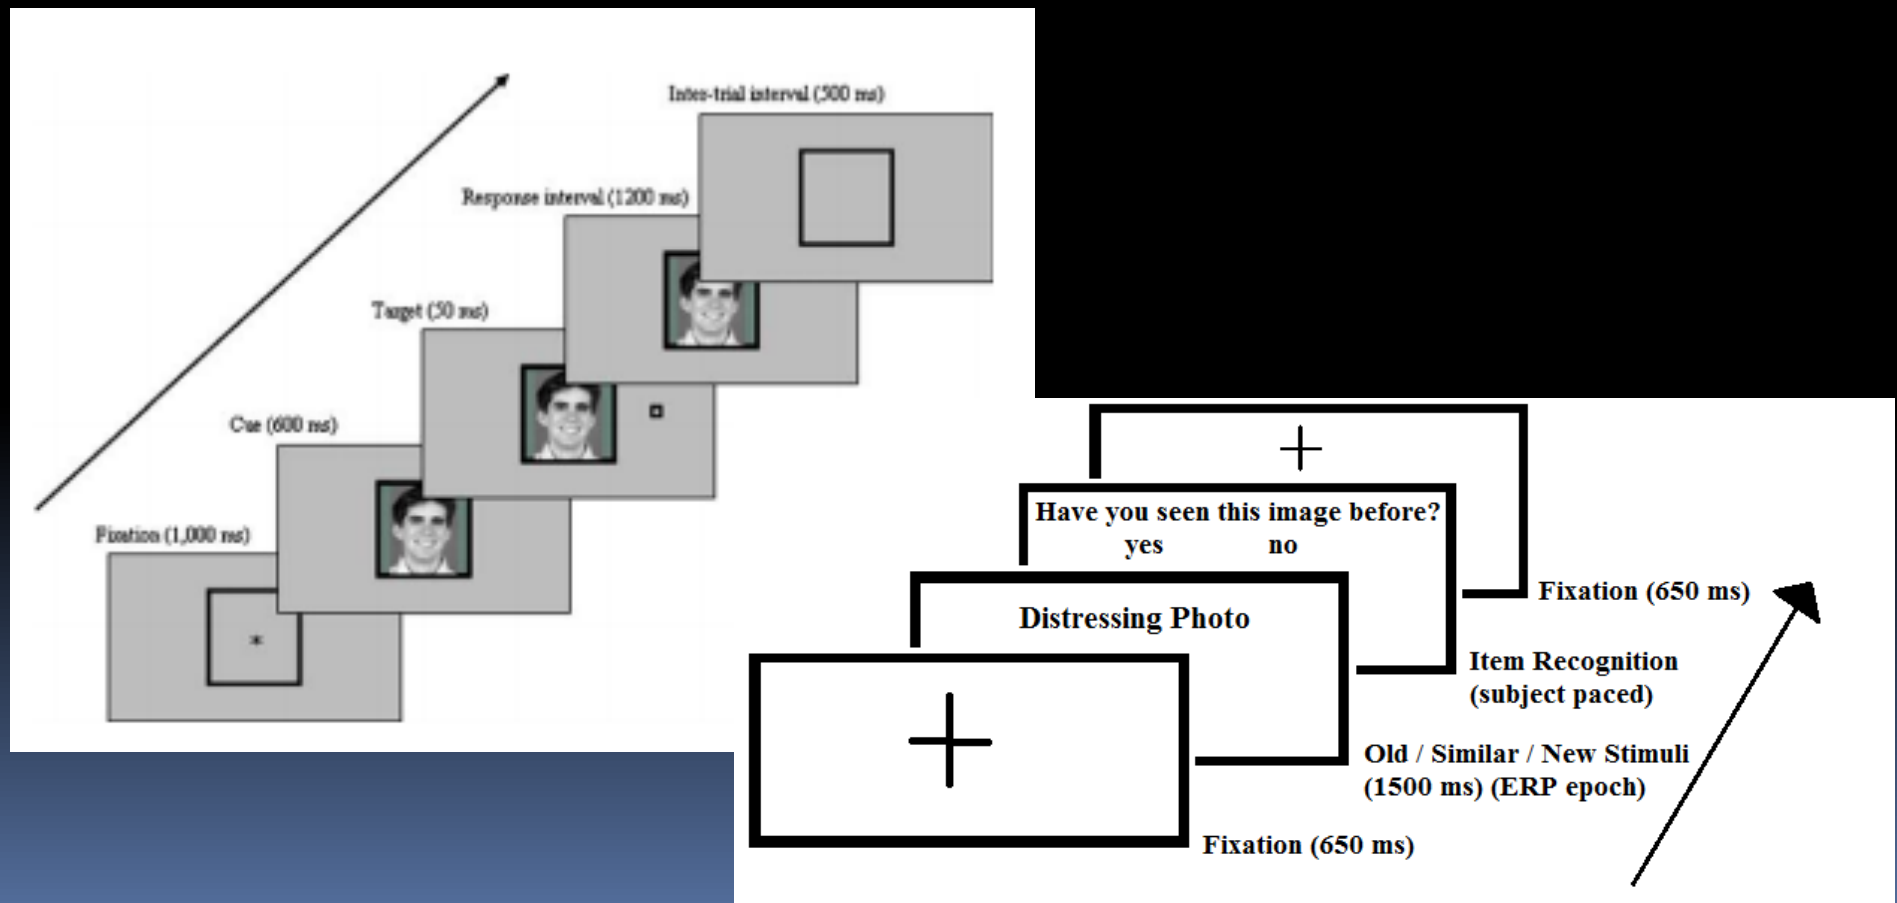 Inter-trial interval (500 ms)
Response interval (1200 ms)
Target (50 ms)
Cue (600 ms)
Fixation (1,000 ms)
*
Have you seen this image before?
yes no
Distressing Photo
Fixation (650 ms)
Item Recognition
(subject paced)
Old / Similar / New Stimuli
(1500 ms) (ERP epoch)
Fixation (650 ms)